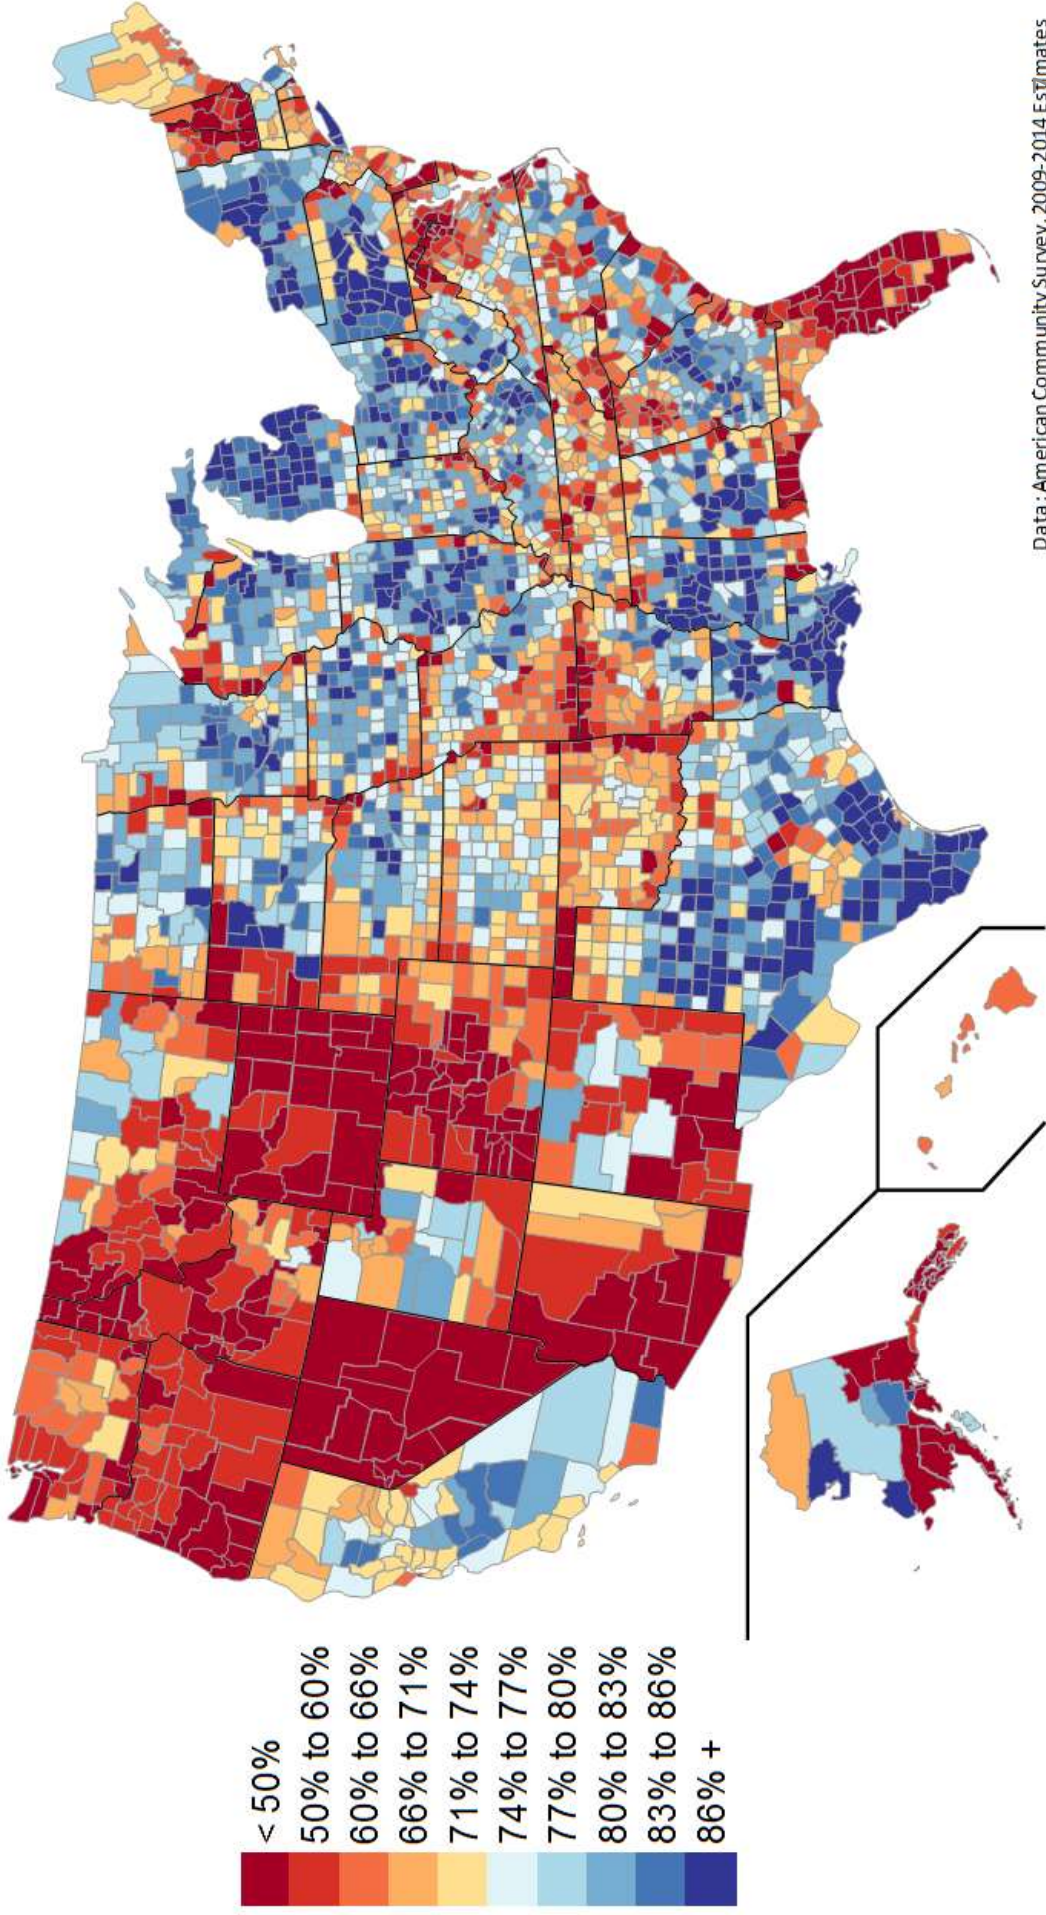 < 50%
50% to 60%
60% to 66%
66% to 71%
71% to 74%
74% to 77%
77% to 80%
80% to 83%
83% to 86%
86% +
Data: American Community Survey, 2009-2014 Estimates